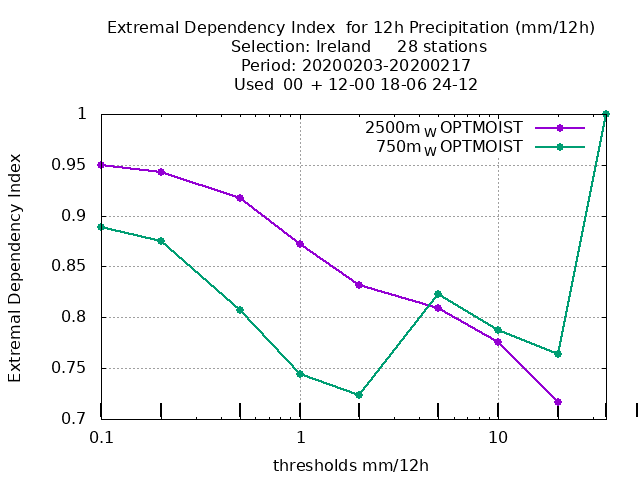 Extremal Dependency Index  for 12h Precipitation (mm/12h)
Selection: Ireland     28 stations
Period: 20200203-20200217
Used  00  + 12-00 18-06 24-12
2500m W OPTMOIST
750m W OPTMOIST
Extremal Dependency Index
1
0.95
0.9
0.85
0.8
0.75
0.7
0.1
1
10
thresholds mm/12h